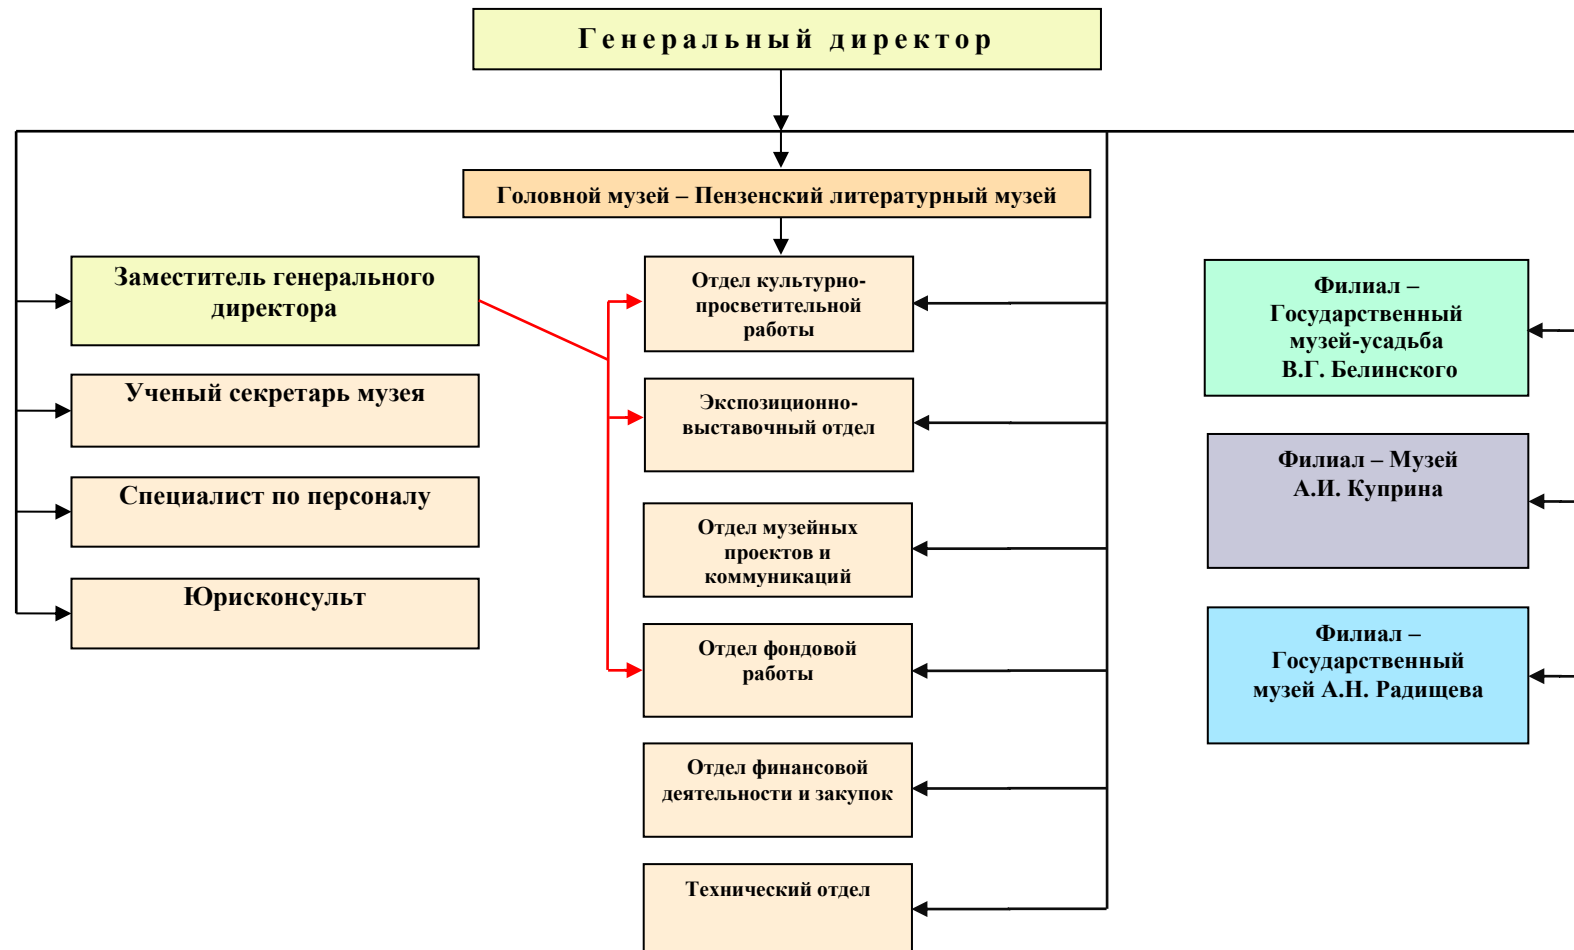 Генеральный директор
Головной музей – Пензенский литературный музей
Заместитель генерального
директора
Ученый секретарь музея
Специалист по персоналу
Юрисконсульт
Отдел культурно-
просветительной
работы
Экспозиционно-
выставочный отдел
Отдел музейных
проектов и
коммуникаций
Отдел фондовой
работы
Отдел финансовой
деятельности и закупок
Технический отдел
Филиал –
Государственный
музей-усадьба
В.Г. Белинского
Филиал – Музей
А.И. Куприна
Филиал –
Государственный
музей А.Н. Радищева